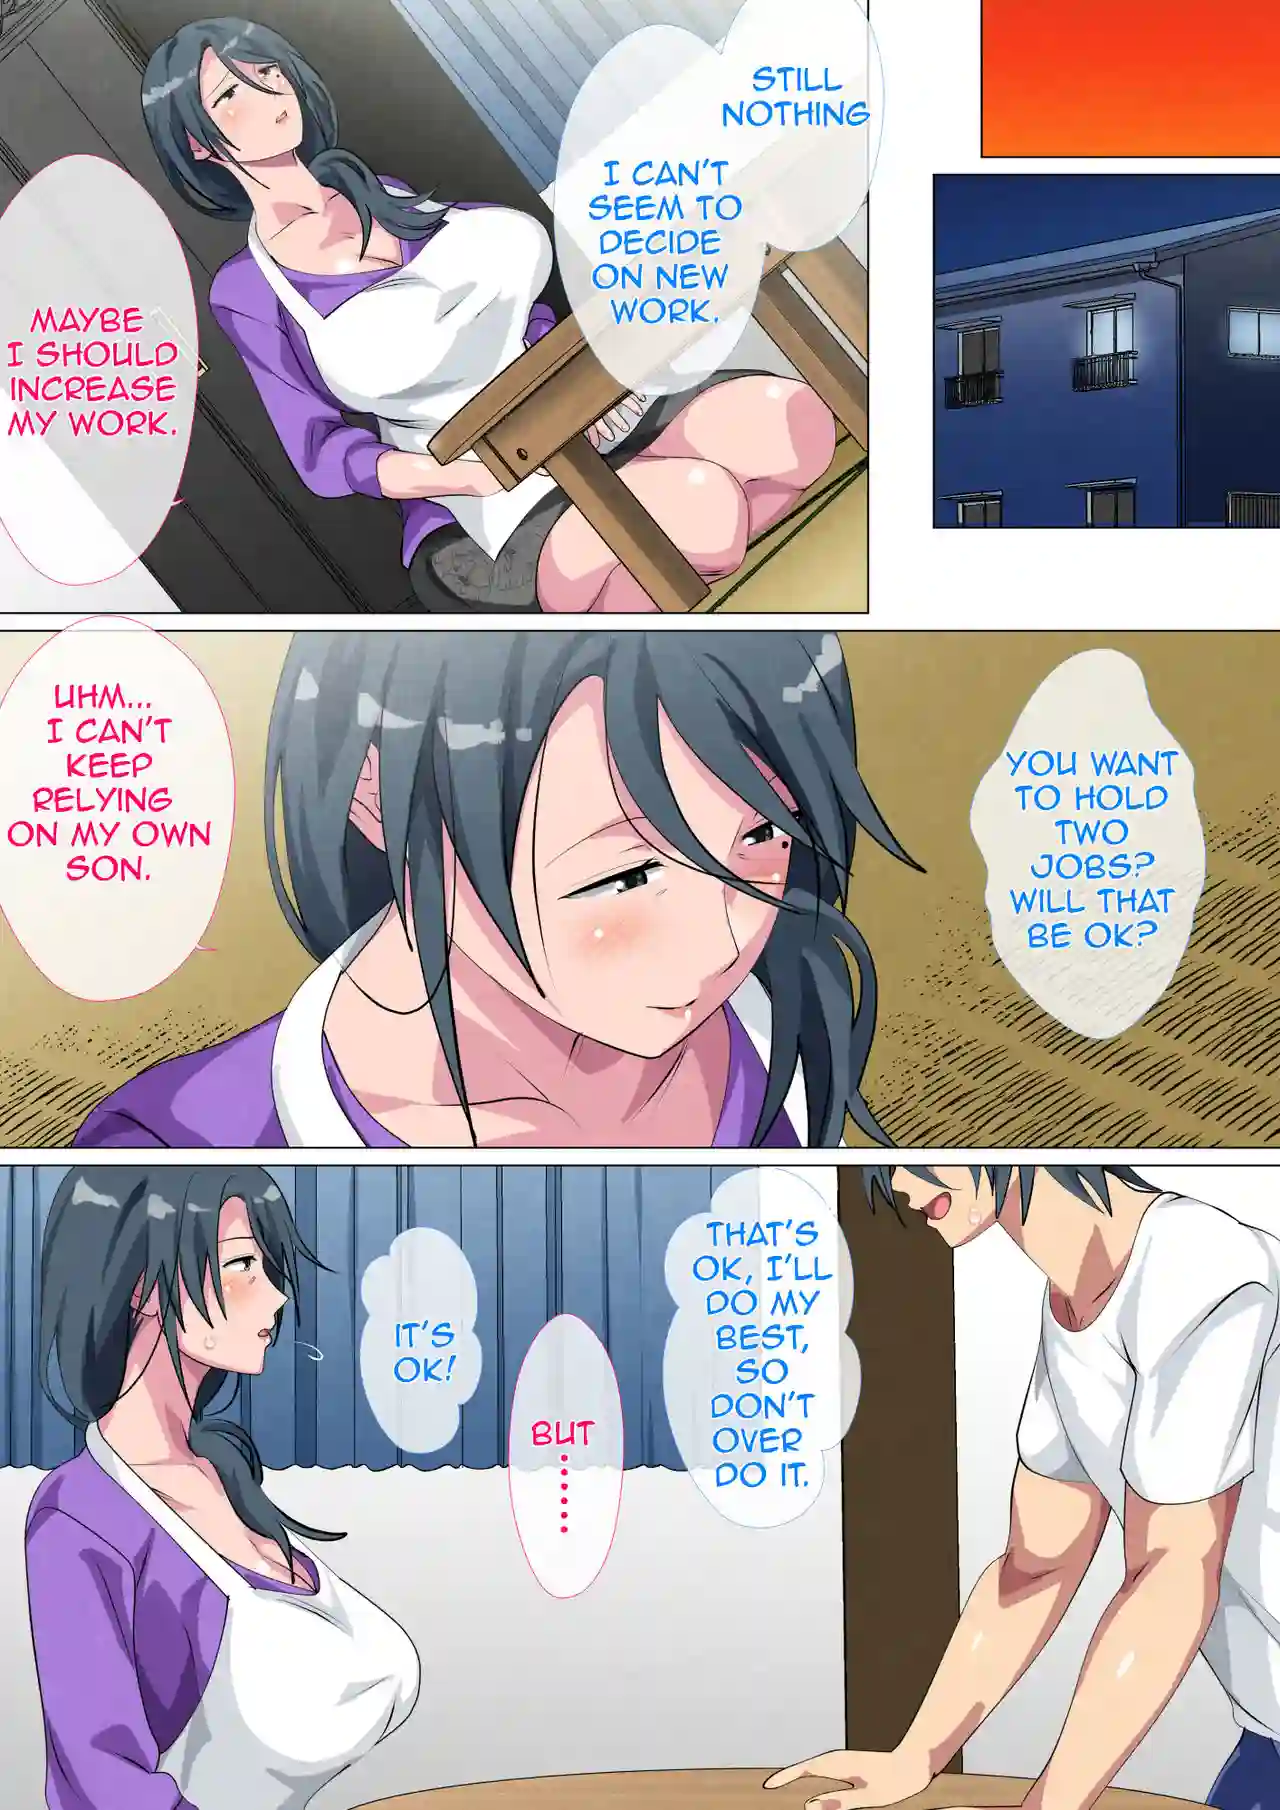 STILL
NOTHING
I CAN'T
SEEM TO
DECIDE
ON NEW
WORK.
MAYBE
I SHOULD
INCREASE
MY WORK.
YOU WANT
TO HOLD
TWO
JOBS?
WILL THAT
BE OK?
UHM...
I CAN'T
KEEP
RELYING
ON MY OWN
SON.
THAT'S
OK, I'LL
DO MY
BEST,
SO
DON'T
OVER
DO IT.
BUT
......
IT'S
OK!